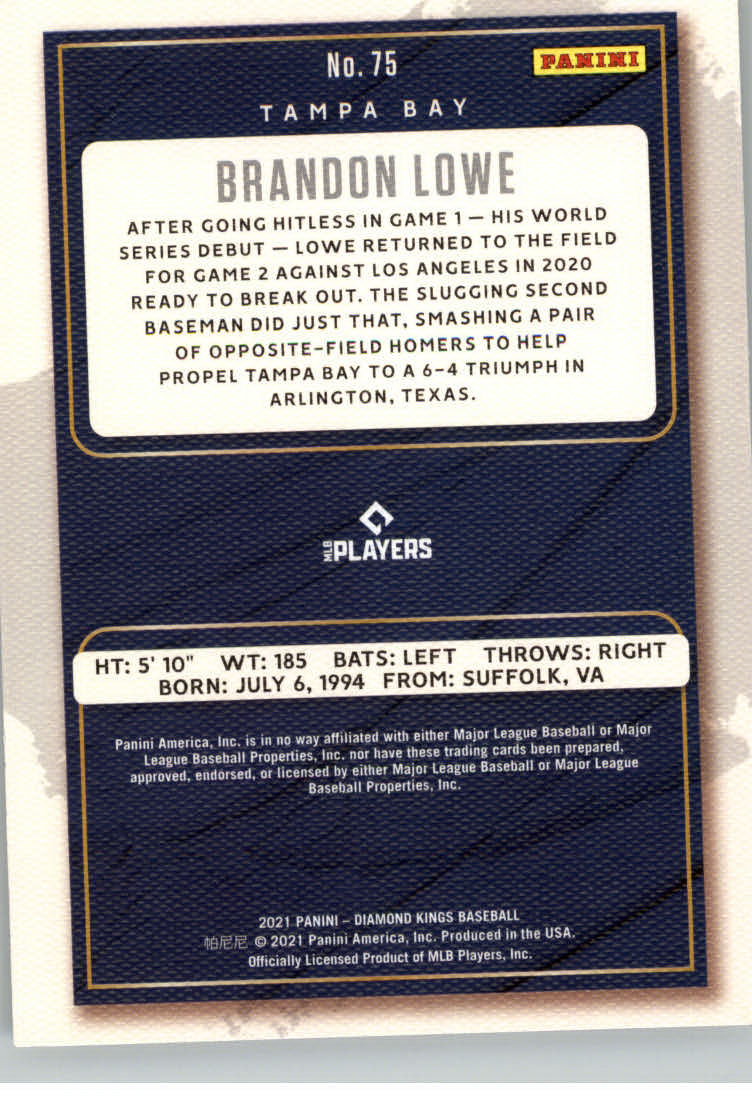 No. 75
PANINI
TAMPA BAY
BRANDON LOWE
AFTER GOING HITLESS IN GAME 1 — HIS WORLD
SERIES DEBUT — LOWE RETURNED TO THE FIELD
FOR GAME 2 AGAINST LOS ANGELES IN 2020
READY TO BREAK OUT. THE SLUGGING SECOND
BASEMAN DID JUST THAT, SMASHING A PAIR
OF OPPOSITE-FIELD HOMERS TO HELP
PROPEL TAMPA BAY TO A 6-4 TRIUMPH IN
ARLINGTON, TEXAS.
MLB PLAYERS
HT: 5' 10" WT: 185 BATS: LEFT THROWS: RIGHT
BORN: JULY 6, 1994 FROM: SUFFOLK, VA
Panini America, Inc. is in no way affiliated with either Major League Baseball or Major
League Baseball Properties, Inc. nor have these trading cards been prepared,
approved, endorsed, or licensed by either Major League Baseball or Major League
Baseball Properties, Inc.
2021 PANINI – DIAMOND KINGS BASEBALL
帕尼尼 © 2021 Panini America, Inc. Produced in the USA.
Officially Licensed Product of MLB Players, Inc.